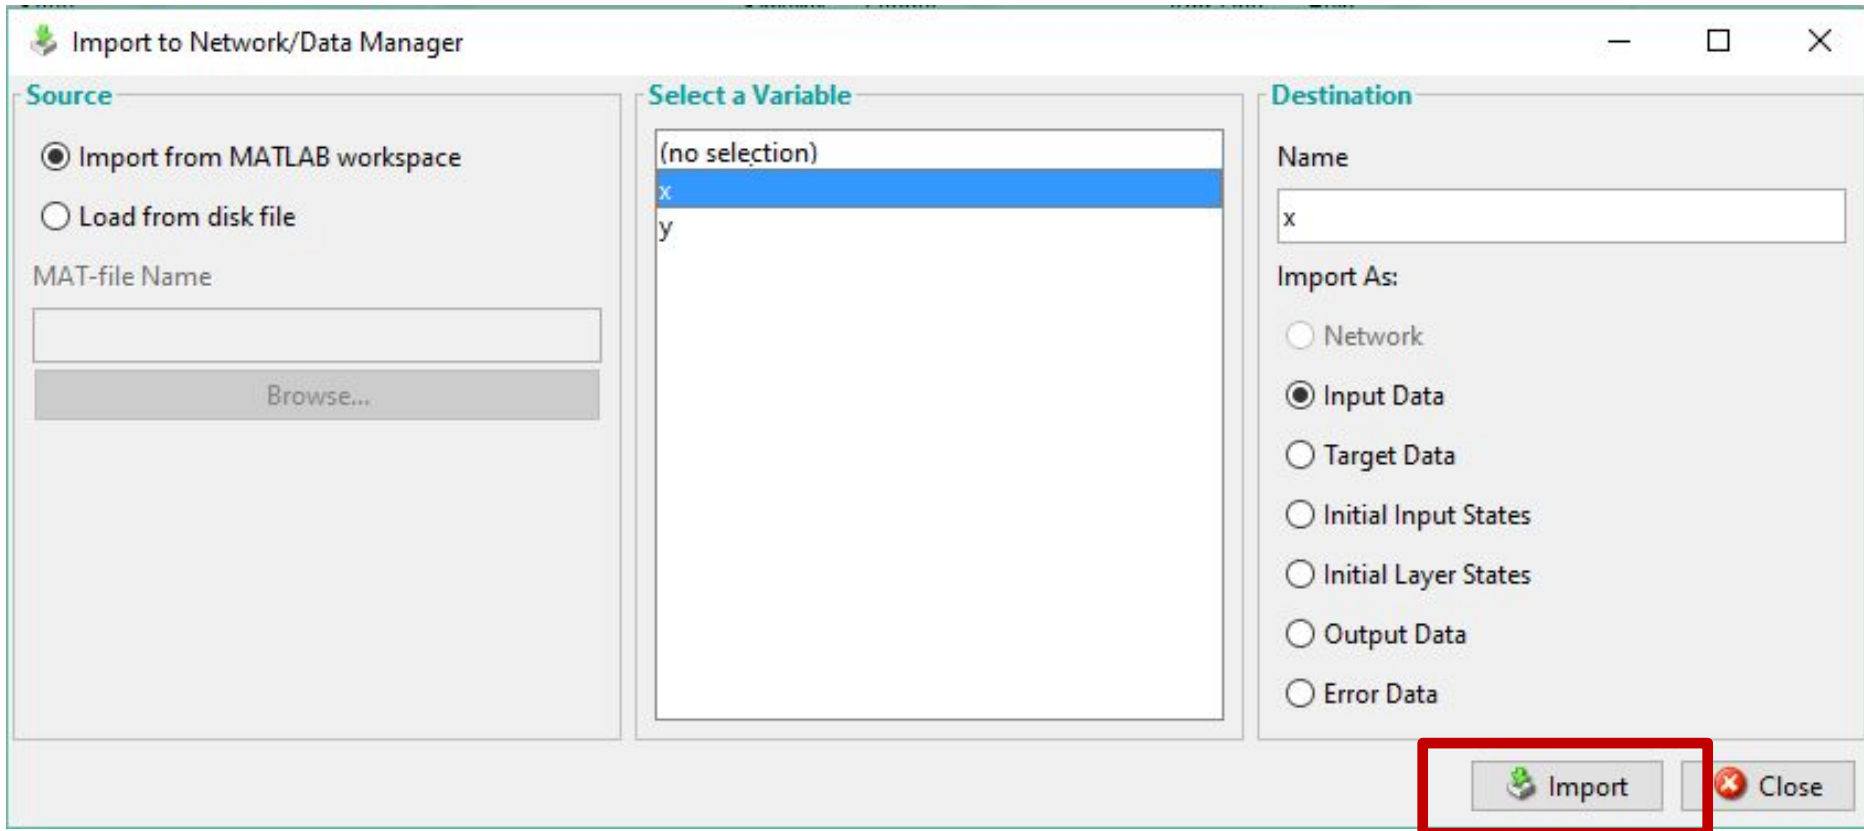 Import to Network/Data Manager
Source
Import from MATLAB workspace
Load from disk file
MAT-file Name
Browse...
Select a Variable
(no selection)
x
y
Destination
Name
x
Import As:
Network
Input Data
Target Data
Initial Input States
Initial Layer States
Output Data
Error Data
Import
Close